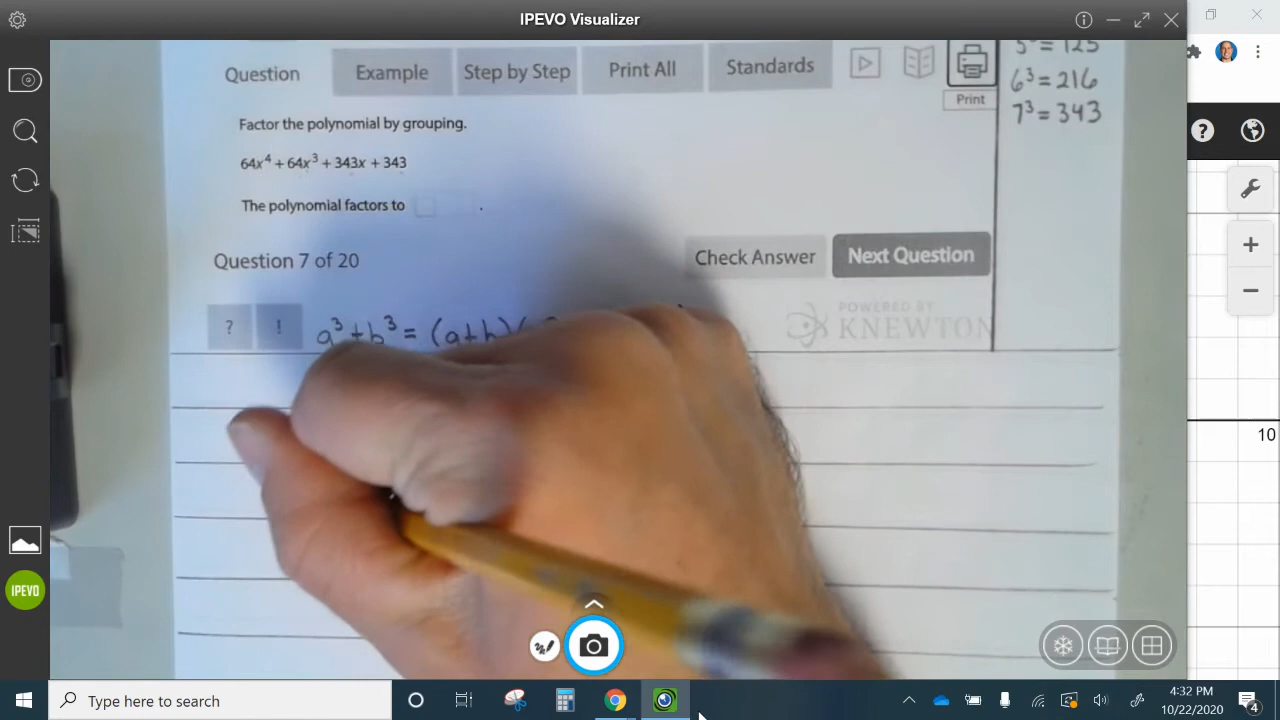 IPEVO Visualizer
Question Example Step by Step Print All Standards
Print
5³ = 125
6³ = 216
7³ = 343
Factor the polynomial by grouping.
64x⁴ + 64x³ + 343x + 343
The polynomial factors to .
Question 7 of 20
Check Answer Next Question
? !
POWERED BY
KNEWTON
a³ + b³ = (a+b)(
?
+
−
10
IPEVO
Type here to search
4:32 PM
10/22/2020
4